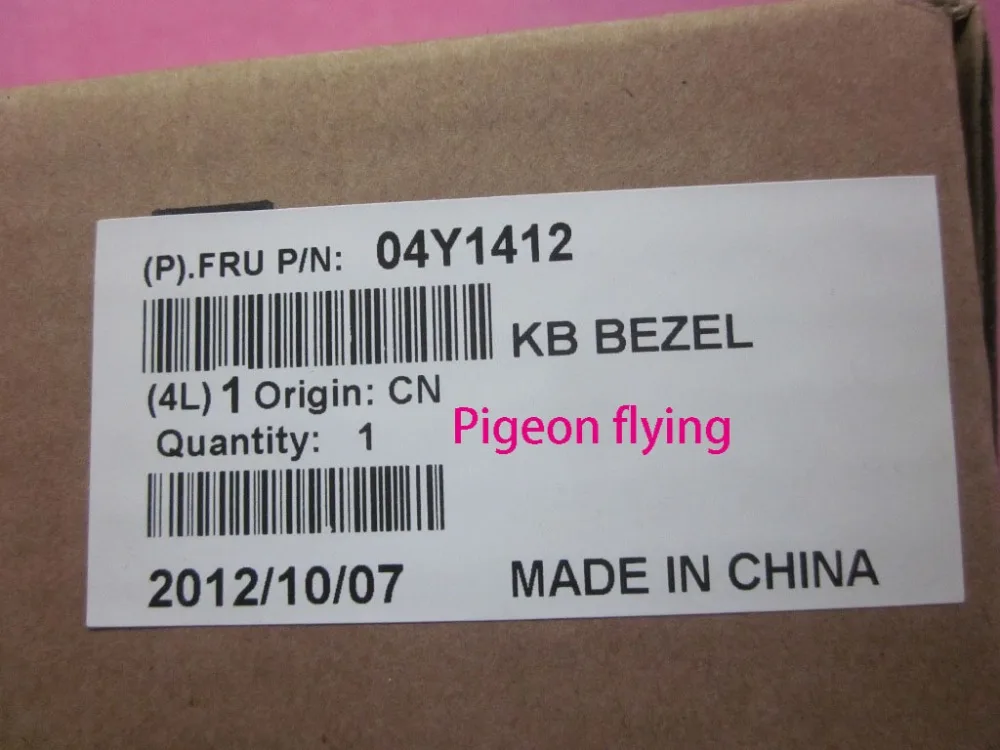 (P).FRU P/N: 04Y1412
KB BEZEL
(4L) 1 Origin: CN
Pigeon flying
Quantity: 1
2012/10/07 MADE IN CHINA